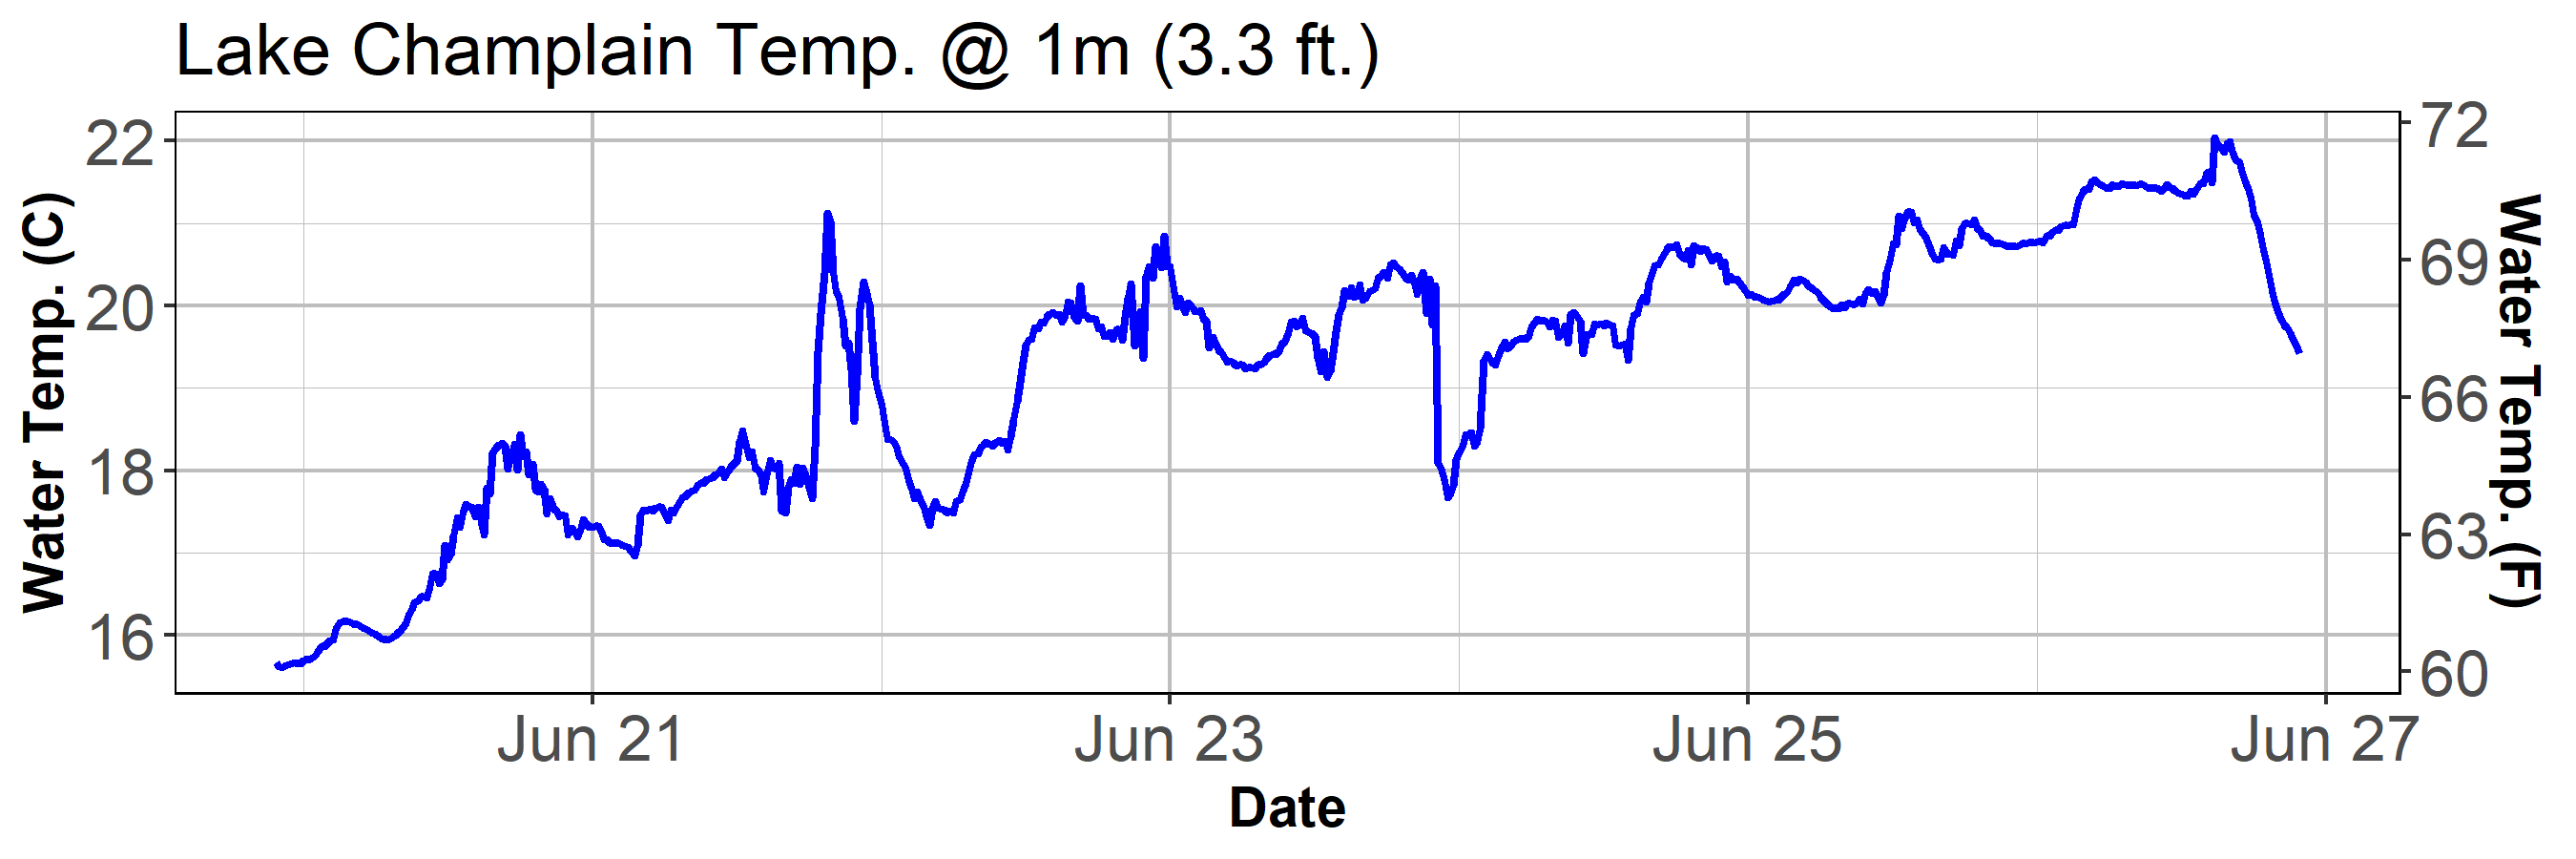 Lake Champlain Temp. @ 1m (3.3 ft.)
Water Temp. (C)
22
20
18
16
72
69
66
63
60
Water Temp. (F)
Jun 21
Jun 23
Jun 25
Jun 27
Date